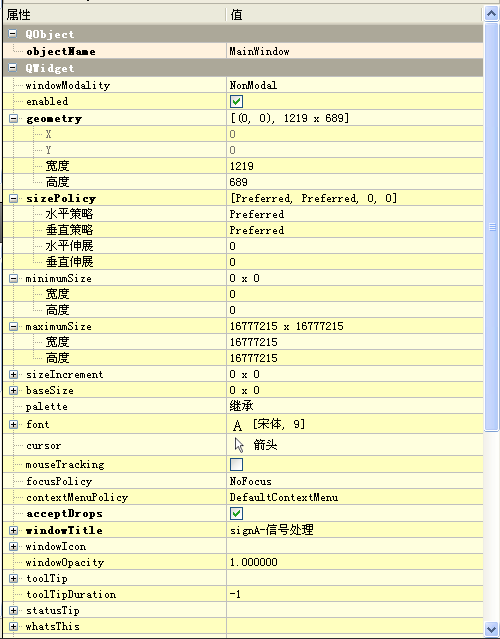 属性 值
QObject
objectName MainWindow
QWidget
windowModality NonModal
enabled
geometry [(0, 0), 1219 x 689]
X 0
Y 0
宽度 1219
高度 689
sizePolicy [Preferred, Preferred, 0, 0]
水平策略 Preferred
垂直策略 Preferred
水平伸展 0
垂直伸展 0
minimumSize 0 x 0
宽度 0
高度 0
maximumSize 16777215 x 16777215
宽度 16777215
高度 16777215
sizeIncrement 0 x 0
baseSize 0 x 0
palette 继承
font A [宋体, 9]
cursor 箭头
mouseTracking
focusPolicy NoFocus
contextMenuPolicy DefaultContextMenu
acceptDrops
windowTitle signA-信号处理
windowIcon
windowOpacity 1.000000
toolTip
toolTipDuration -1
statusTip
whatsThis